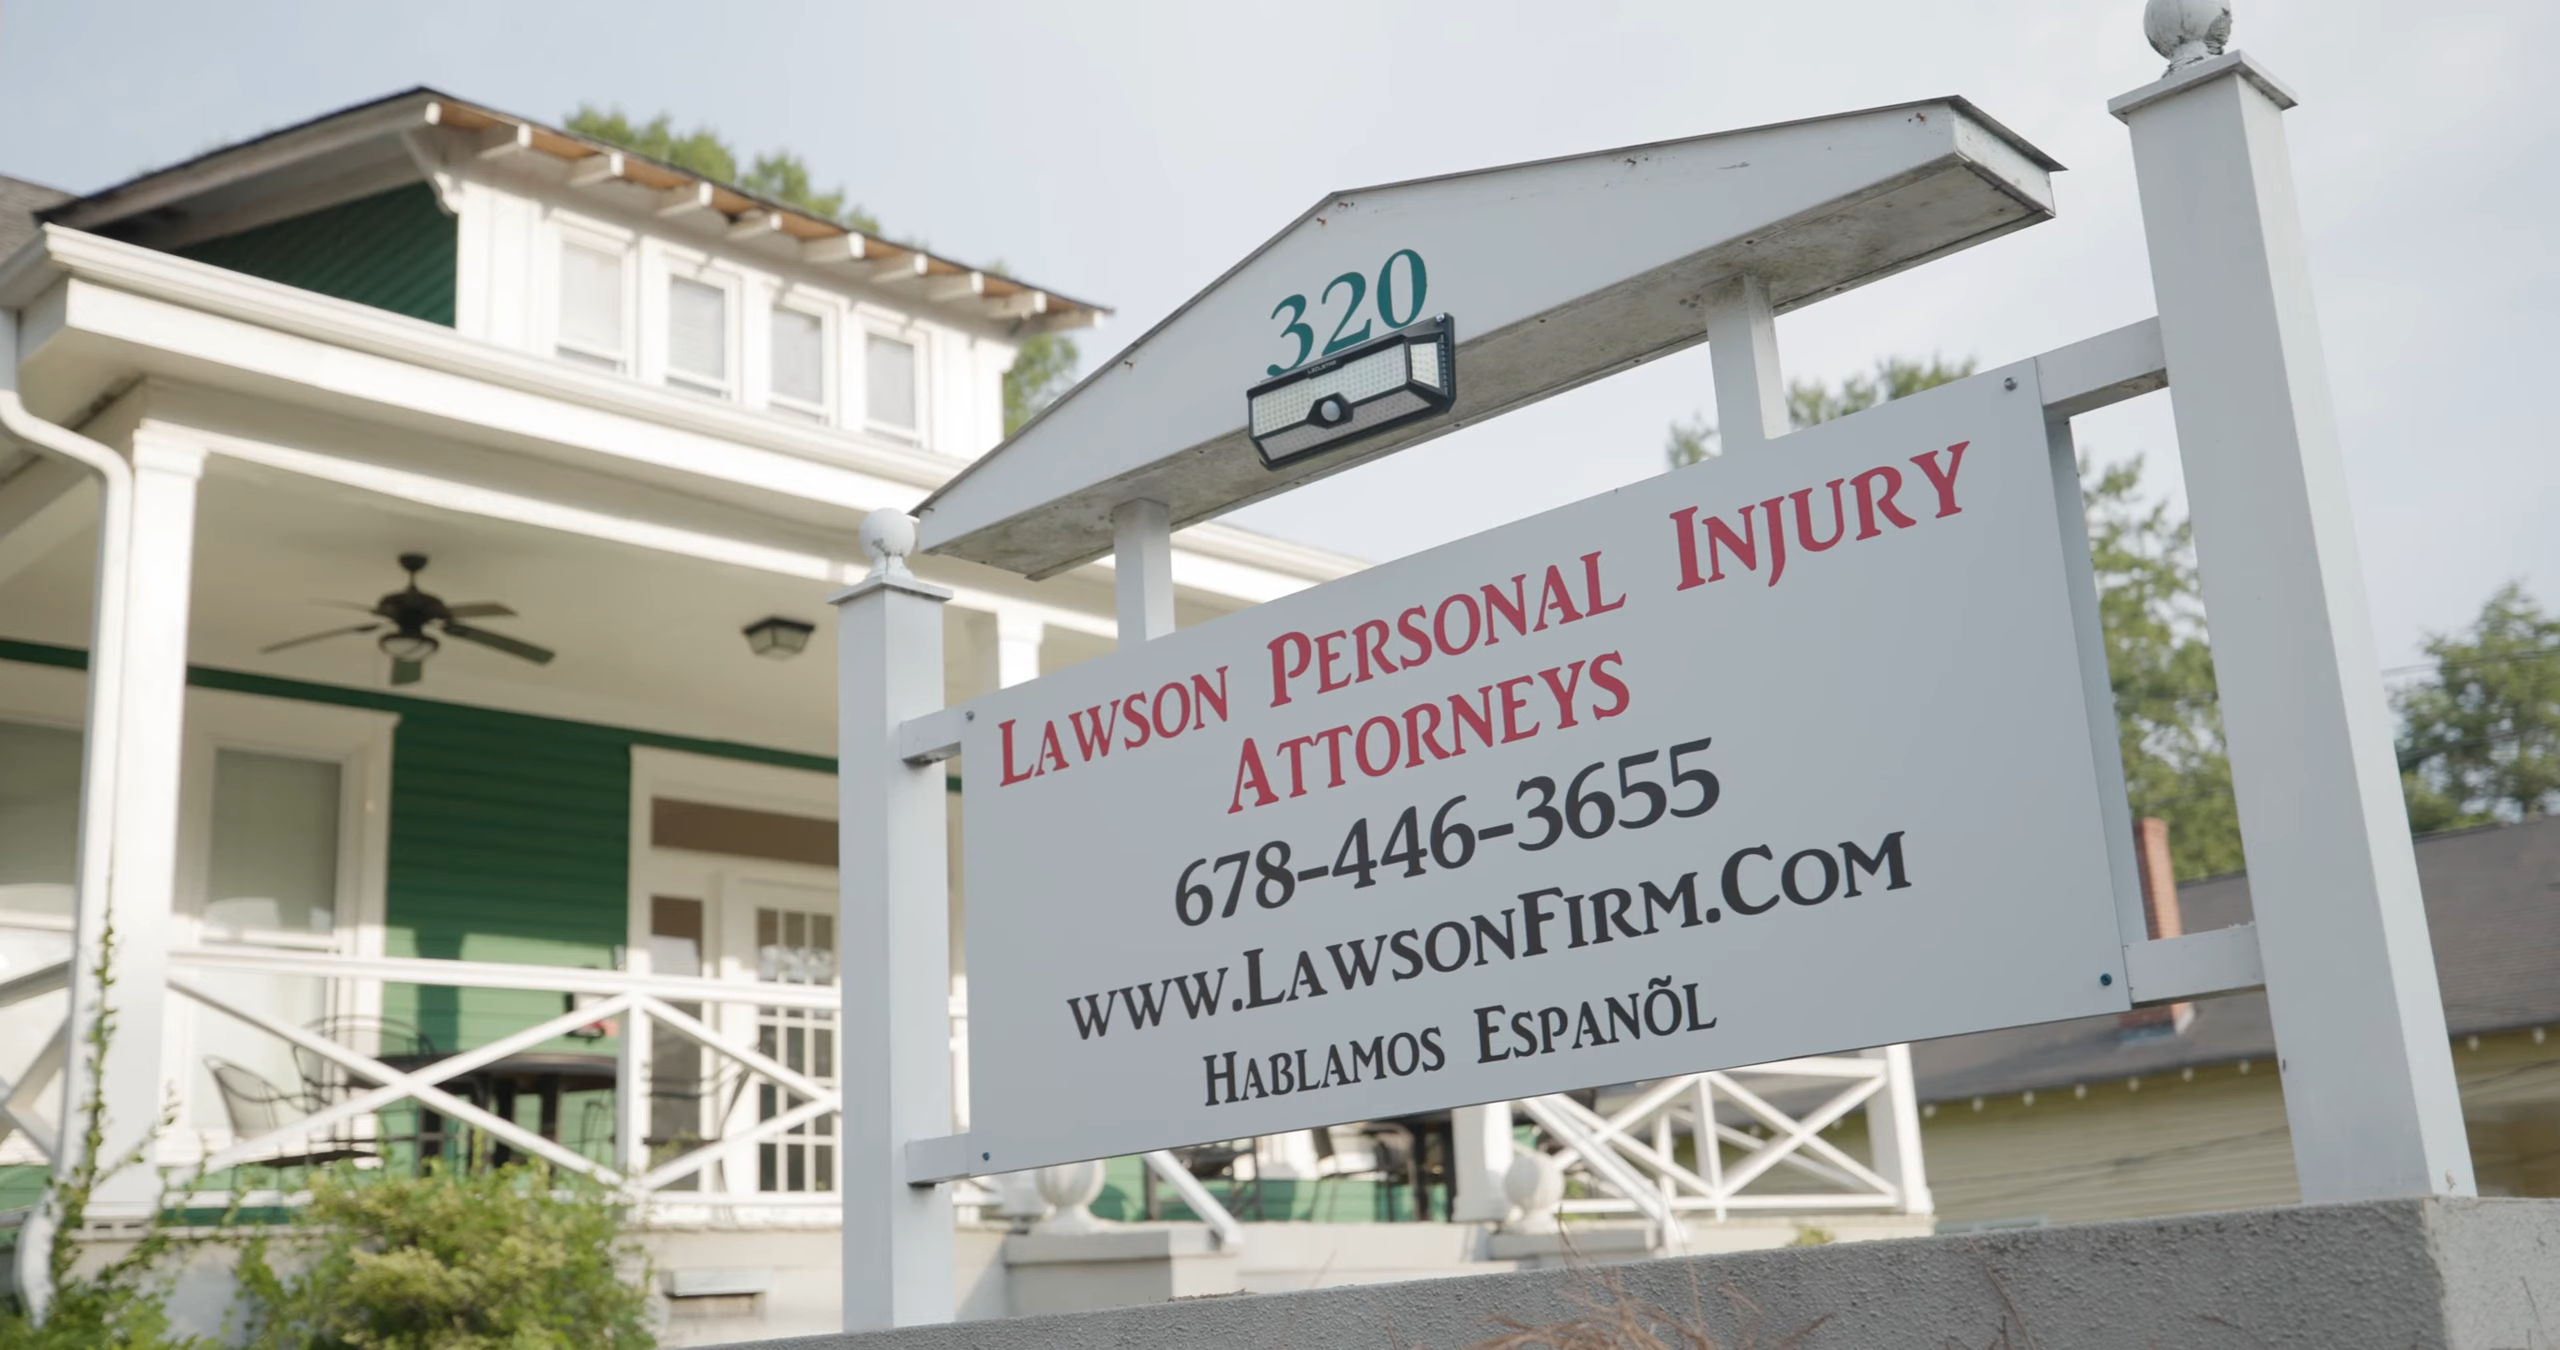 320
LAWSON PERSONAL INJURY
ATTORNEYS
678-446-3655
WWW.LAWSONFIRM.COM
HABLAMOS ESPANÕL